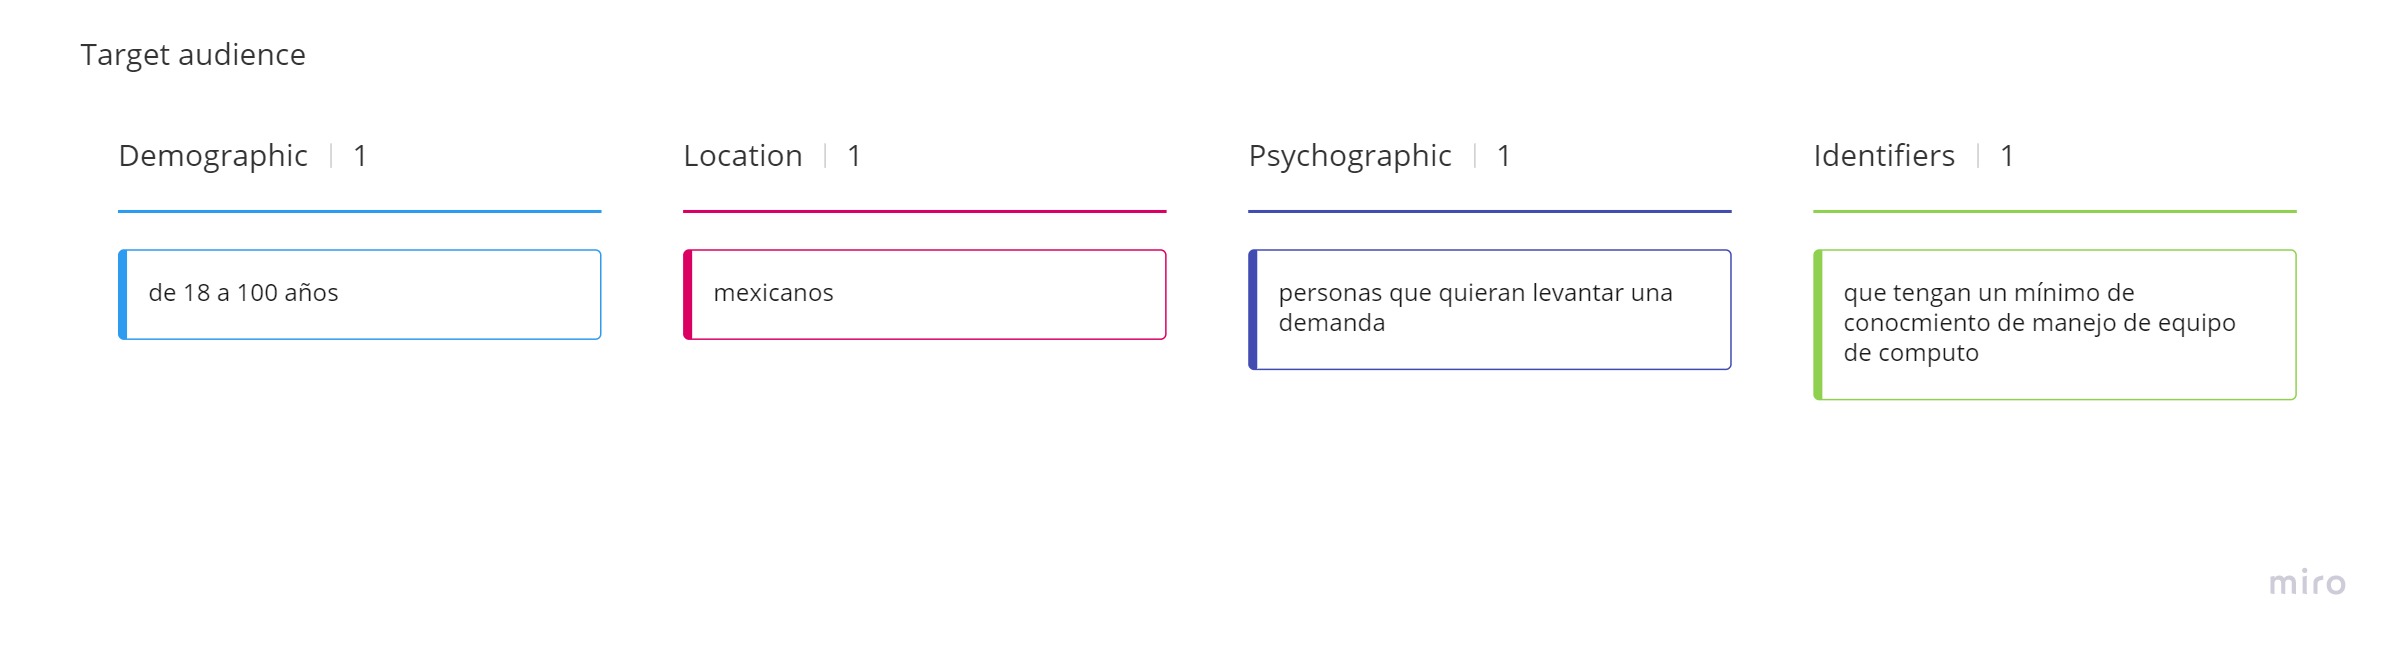 Target audience
Demographic | 1
Location | 1
Psychographic | 1
Identifiers | 1
de 18 a 100 años
mexicanos
personas que quieran levantar una
demanda
que tengan un mínimo de
conocmiento de manejo de equipo
de computo
miro